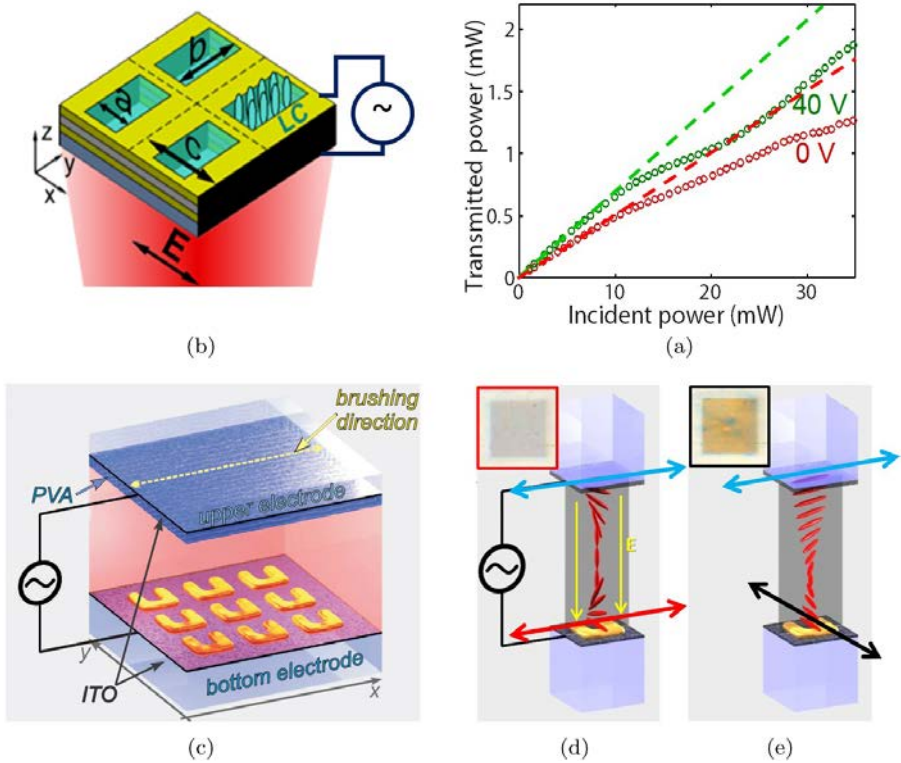 b
a
c
LC
~
z
y
x
E
(b)
Transmitted power (mW)
2
1.5
1
0.5
0
40 V
0 V
0
10
20
30
Incident power (mW)
(a)
brushing
direction
PVA
upper electrode
~
y
ITO
bottom electrode
x
(c)
E
~
(d)
(e)